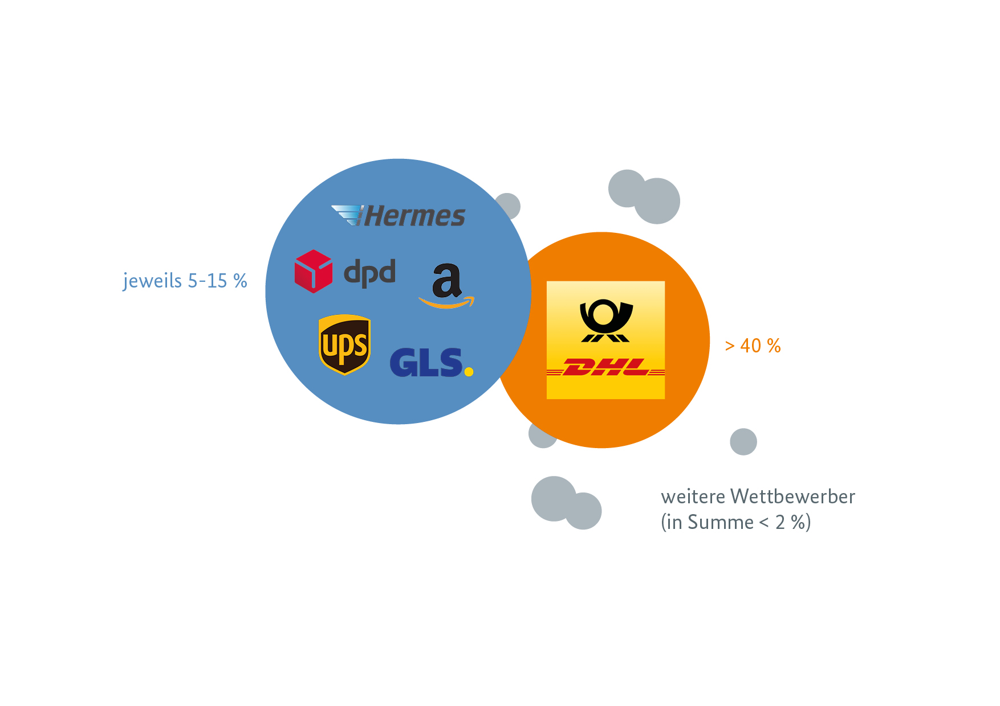 Hermes
dpd
a
ups
GLS.
jeweils 5-15 %
DHL
> 40 %
weitere Wettbewerber
(in Summe < 2 %)